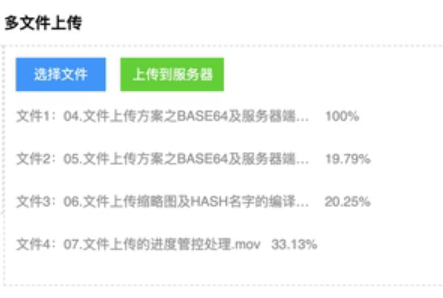 多文件上传
选择文件 上传到服务器
文件1：04.文件上传方案之BASE64及服务器端... 100%
文件2：05.文件上传方案之BASE64及服务器端... 19.79%
文件3：06.文件上传缩略图及HASH名字的编译... 20.25%
文件4：07.文件上传的进度管控处理.mov 33.13%